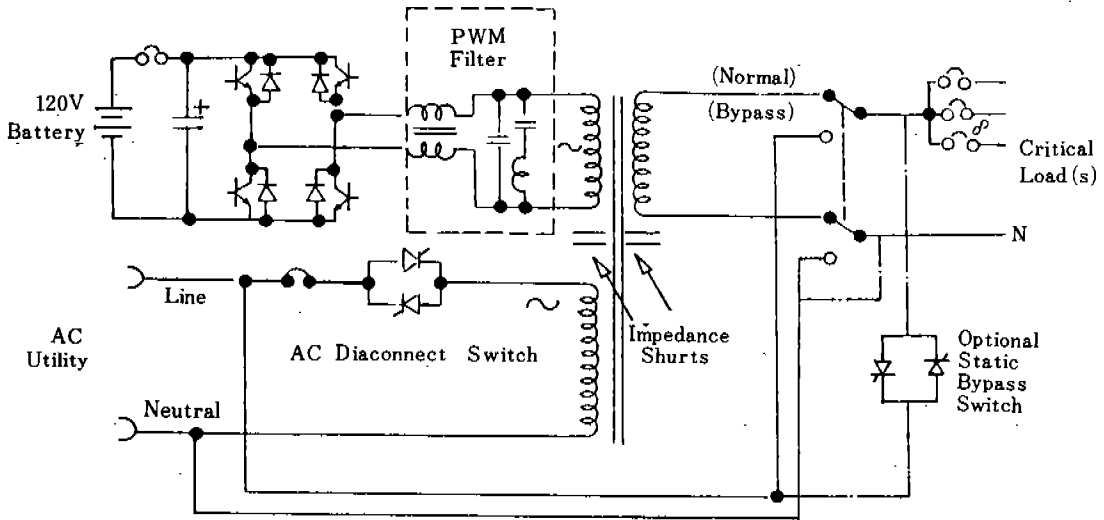 PWM
Filter
120V
Battery
(Normal)
(Bypass)
Critical
Load(s)
N
Line
AC
Utility
AC Diaconnect Switch
Impedance
Shurts
Optional
Static
Bypass
Switch
Neutral